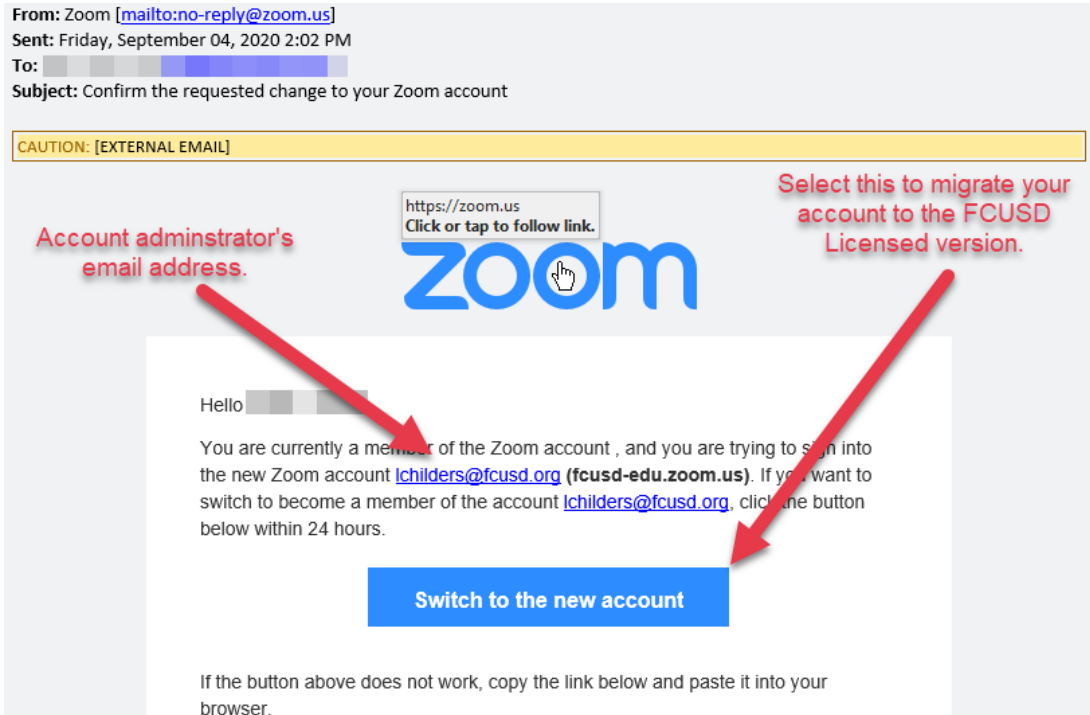 From: Zoom [mailto:no-reply@zoom.us]
Sent: Friday, September 04, 2020 2:02 PM
To:
Subject: Confirm the requested change to your Zoom account
CAUTION: [EXTERNAL EMAIL]
Select this to migrate your
account to the FCUSD
Licensed version.
https://zoom.us
Click or tap to follow link.
Account adminstrator's
email address.
zoom
Hello
You are currently a member of the Zoom account , and you are trying to sign into
the new Zoom account lchilders@fcusd.org (fcusd-edu.zoom.us). If you want to
switch to become a member of the account lchilders@fcusd.org, click the button
below within 24 hours.
Switch to the new account
If the button above does not work, copy the link below and paste it into your
browser.